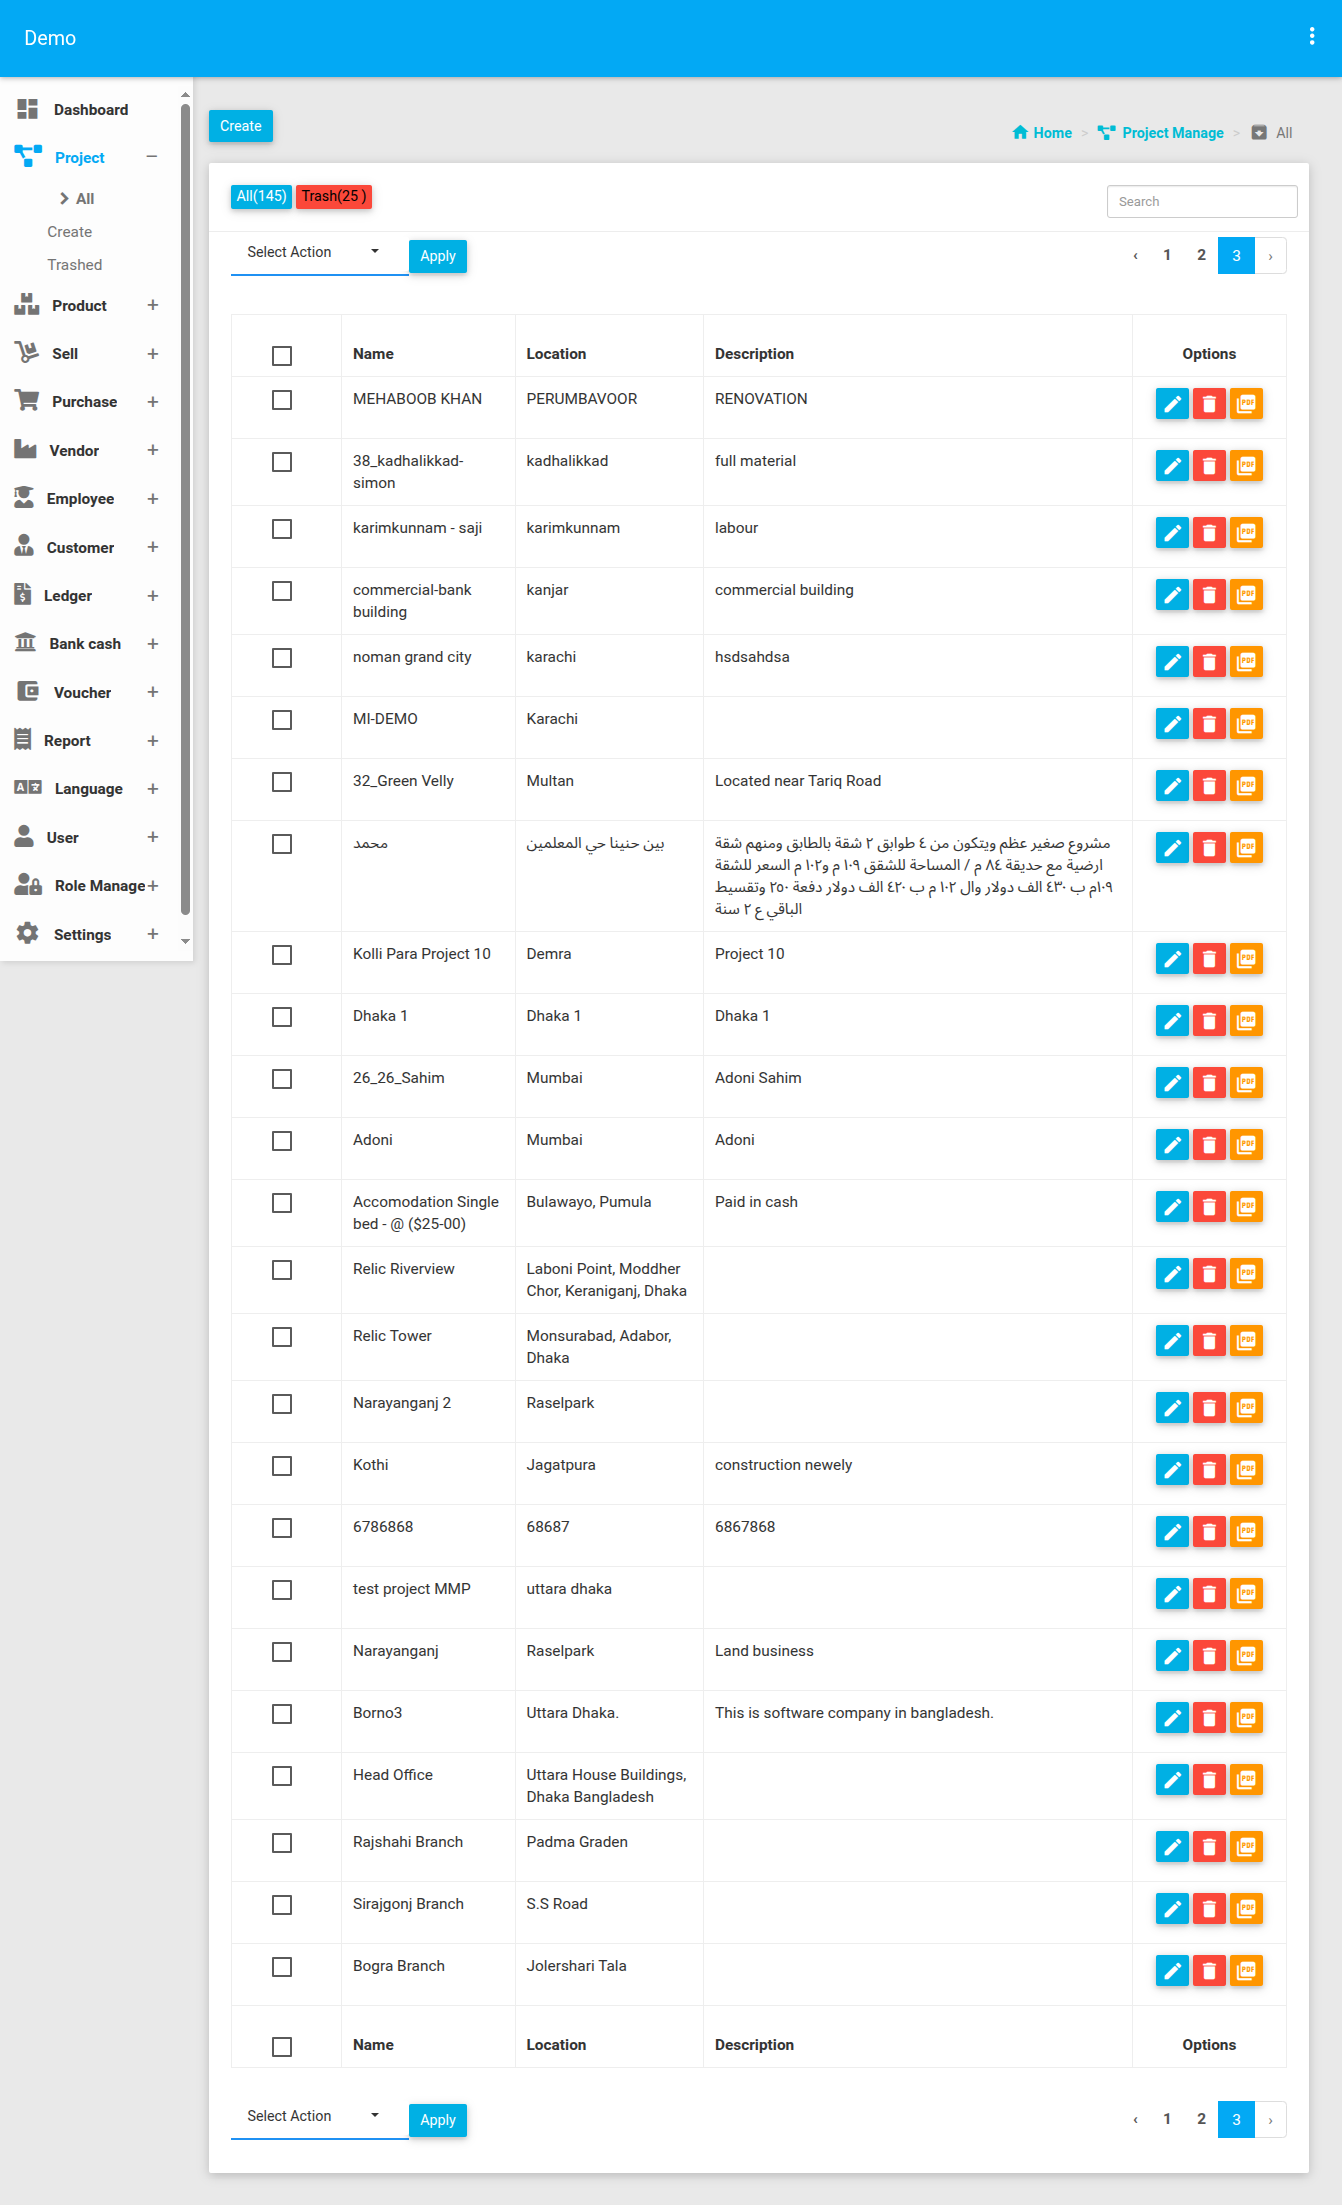 Demo
Dashboard
Project
All
Create
Trashed
Product
Sell
Purchase
Vendor
Employee
Customer
Ledger
Bank cash
Voucher
Report
Language
User
Role Manage
Settings
Create
Home > Project Manage > All
All(145) Trash(25 )
Search
Select Action Apply
‹ 1 2 3 ›
Name Location Description Options
MEHABOOB KHAN PERUMBAVOOR RENOVATION
38_kadhalikkad- kadhalikkad full material
simon
karimkunnam - saji karimkunnam labour
commercial-bank kanjar commercial building
building
noman grand city karachi hsdsahdsa
MI-DEMO Karachi
32_Green Velly Multan Located near Tariq Road
محمد بين حنينا حي المعلمين مشروع صغير عظم ويتكون من ٤ طوابق ٢ شقة بالطابق ومنهم شقة
ارضية مع حديقة ٨٤ م / المساحة للشقق ١٠٩ م و١٠٢ م السعر للشقة
١٠٩م ب ٤٣٠ الف دولار وال ١٠٢ م ب ٤٢٠ الف دولار دفعة ٢٥٠ وتقسيط
الباقي ع ٢ سنة
Kolli Para Project 10 Demra Project 10
Dhaka 1 Dhaka 1 Dhaka 1
26_26_Sahim Mumbai Adoni Sahim
Adoni Mumbai Adoni
Accomodation Single Bulawayo, Pumula Paid in cash
bed - @ ($25-00)
Relic Riverview Laboni Point, Moddher
Chor, Keraniganj, Dhaka
Relic Tower Monsurabad, Adabor,
Dhaka
Narayanganj 2 Raselpark
Kothi Jagatpura construction newely
6786868 68687 6867868
test project MMP uttara dhaka
Narayanganj Raselpark Land business
Borno3 Uttara Dhaka. This is software company in bangladesh.
Head Office Uttara House Buildings,
Dhaka Bangladesh
Rajshahi Branch Padma Graden
Sirajgonj Branch S.S Road
Bogra Branch Jolershari Tala
Name Location Description Options
Select Action Apply
‹ 1 2 3 ›